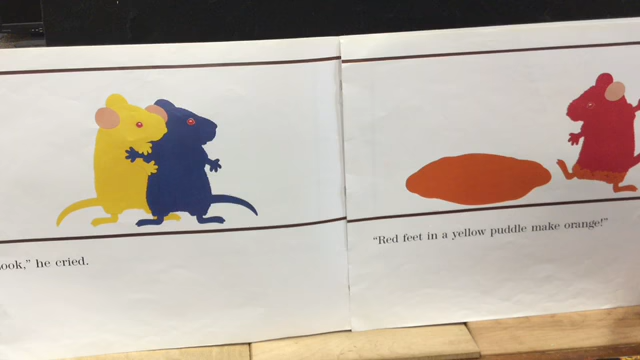 ook,” he cried.
“Red feet in a yellow puddle make orange!”